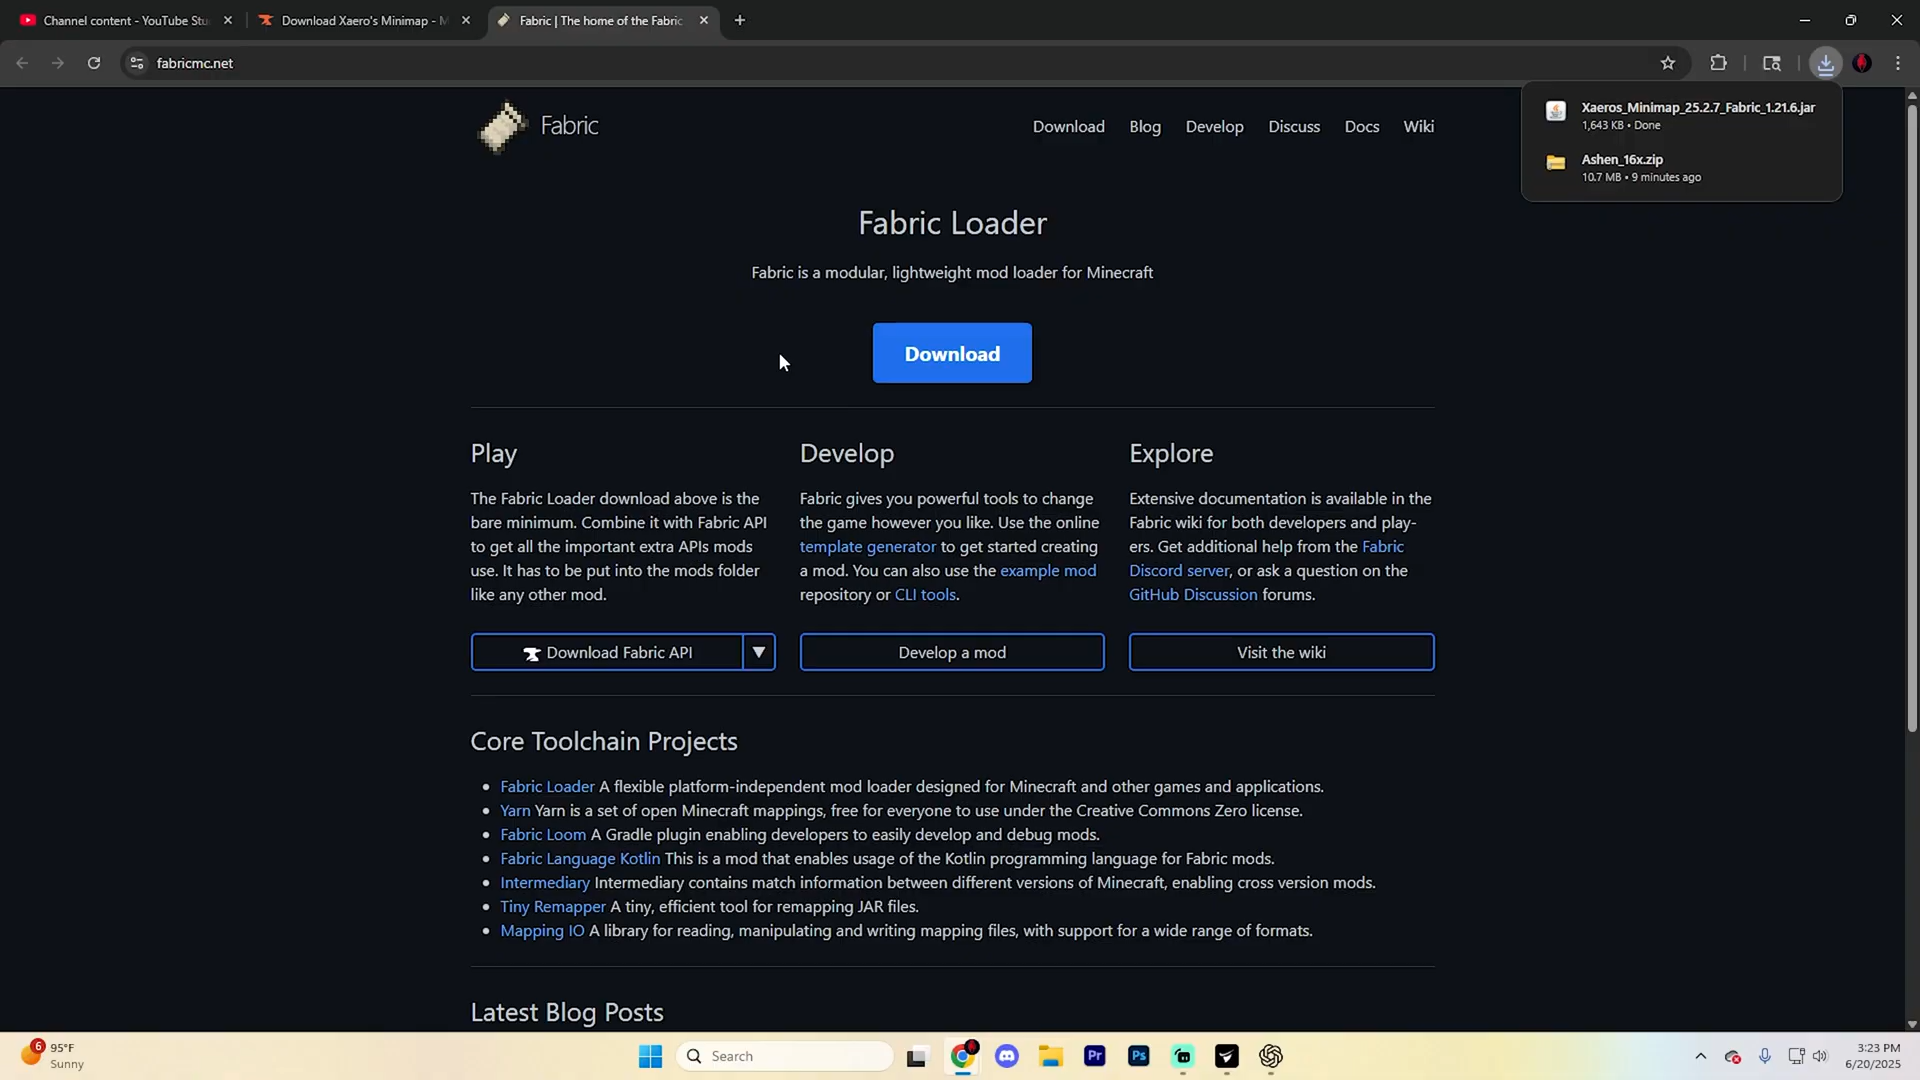 Channel content - YouTube Stu
Download Xaero's Minimap - M
Fabric | The home of the Fabric
fabricmc.net
Xaeros_Minimap_25.2.7_Fabric_1.21.6.jar
1,643 KB • Done
Ashen_16x.zip
10.7 MB • 9 minutes ago
Fabric
Download
Blog
Develop
Discuss
Docs
Wiki
Fabric Loader
Fabric is a modular, lightweight mod loader for Minecraft
Download
Play
The Fabric Loader download above is the
bare minimum. Combine it with Fabric API
to get all the important extra APIs mods
use. It has to be put into the mods folder
like any other mod.
Download Fabric API
Develop
Fabric gives you powerful tools to change
the game however you like. Use the online
template generator to get started creating
a mod. You can also use the example mod
repository or CLI tools.
Develop a mod
Explore
Extensive documentation is available in the
Fabric wiki for both developers and play-
ers. Get additional help from the Fabric
Discord server, or ask a question on the
GitHub Discussion forums.
Visit the wiki
Core Toolchain Projects
• Fabric Loader A flexible platform-independent mod loader designed for Minecraft and other games and applications.
• Yarn Yarn is a set of open Minecraft mappings, free for everyone to use under the Creative Commons Zero license.
• Fabric Loom A Gradle plugin enabling developers to easily develop and debug mods.
• Fabric Language Kotlin This is a mod that enables usage of the Kotlin programming language for Fabric mods.
• Intermediary Intermediary contains match information between different versions of Minecraft, enabling cross version mods.
• Tiny Remapper A tiny, efficient tool for remapping JAR files.
• Mapping IO A library for reading, manipulating and writing mapping files, with support for a wide range of formats.
Latest Blog Posts
6
95°F
Sunny
Search
Pr
Ps
3:23 PM
6/20/2025